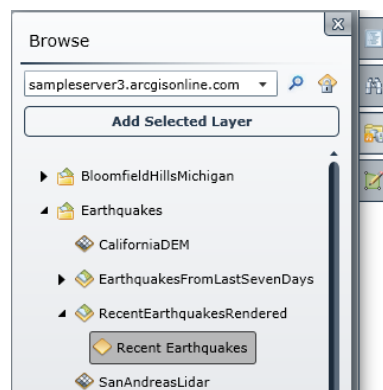 Browse
sampleserver3.arcgisonline.com
Add Selected Layer
BloomfieldHillsMichigan
Earthquakes
CaliforniaDEM
EarthquakesFromLastSevenDays
RecentEarthquakesRendered
Recent Earthquakes
SanAndreasLidar